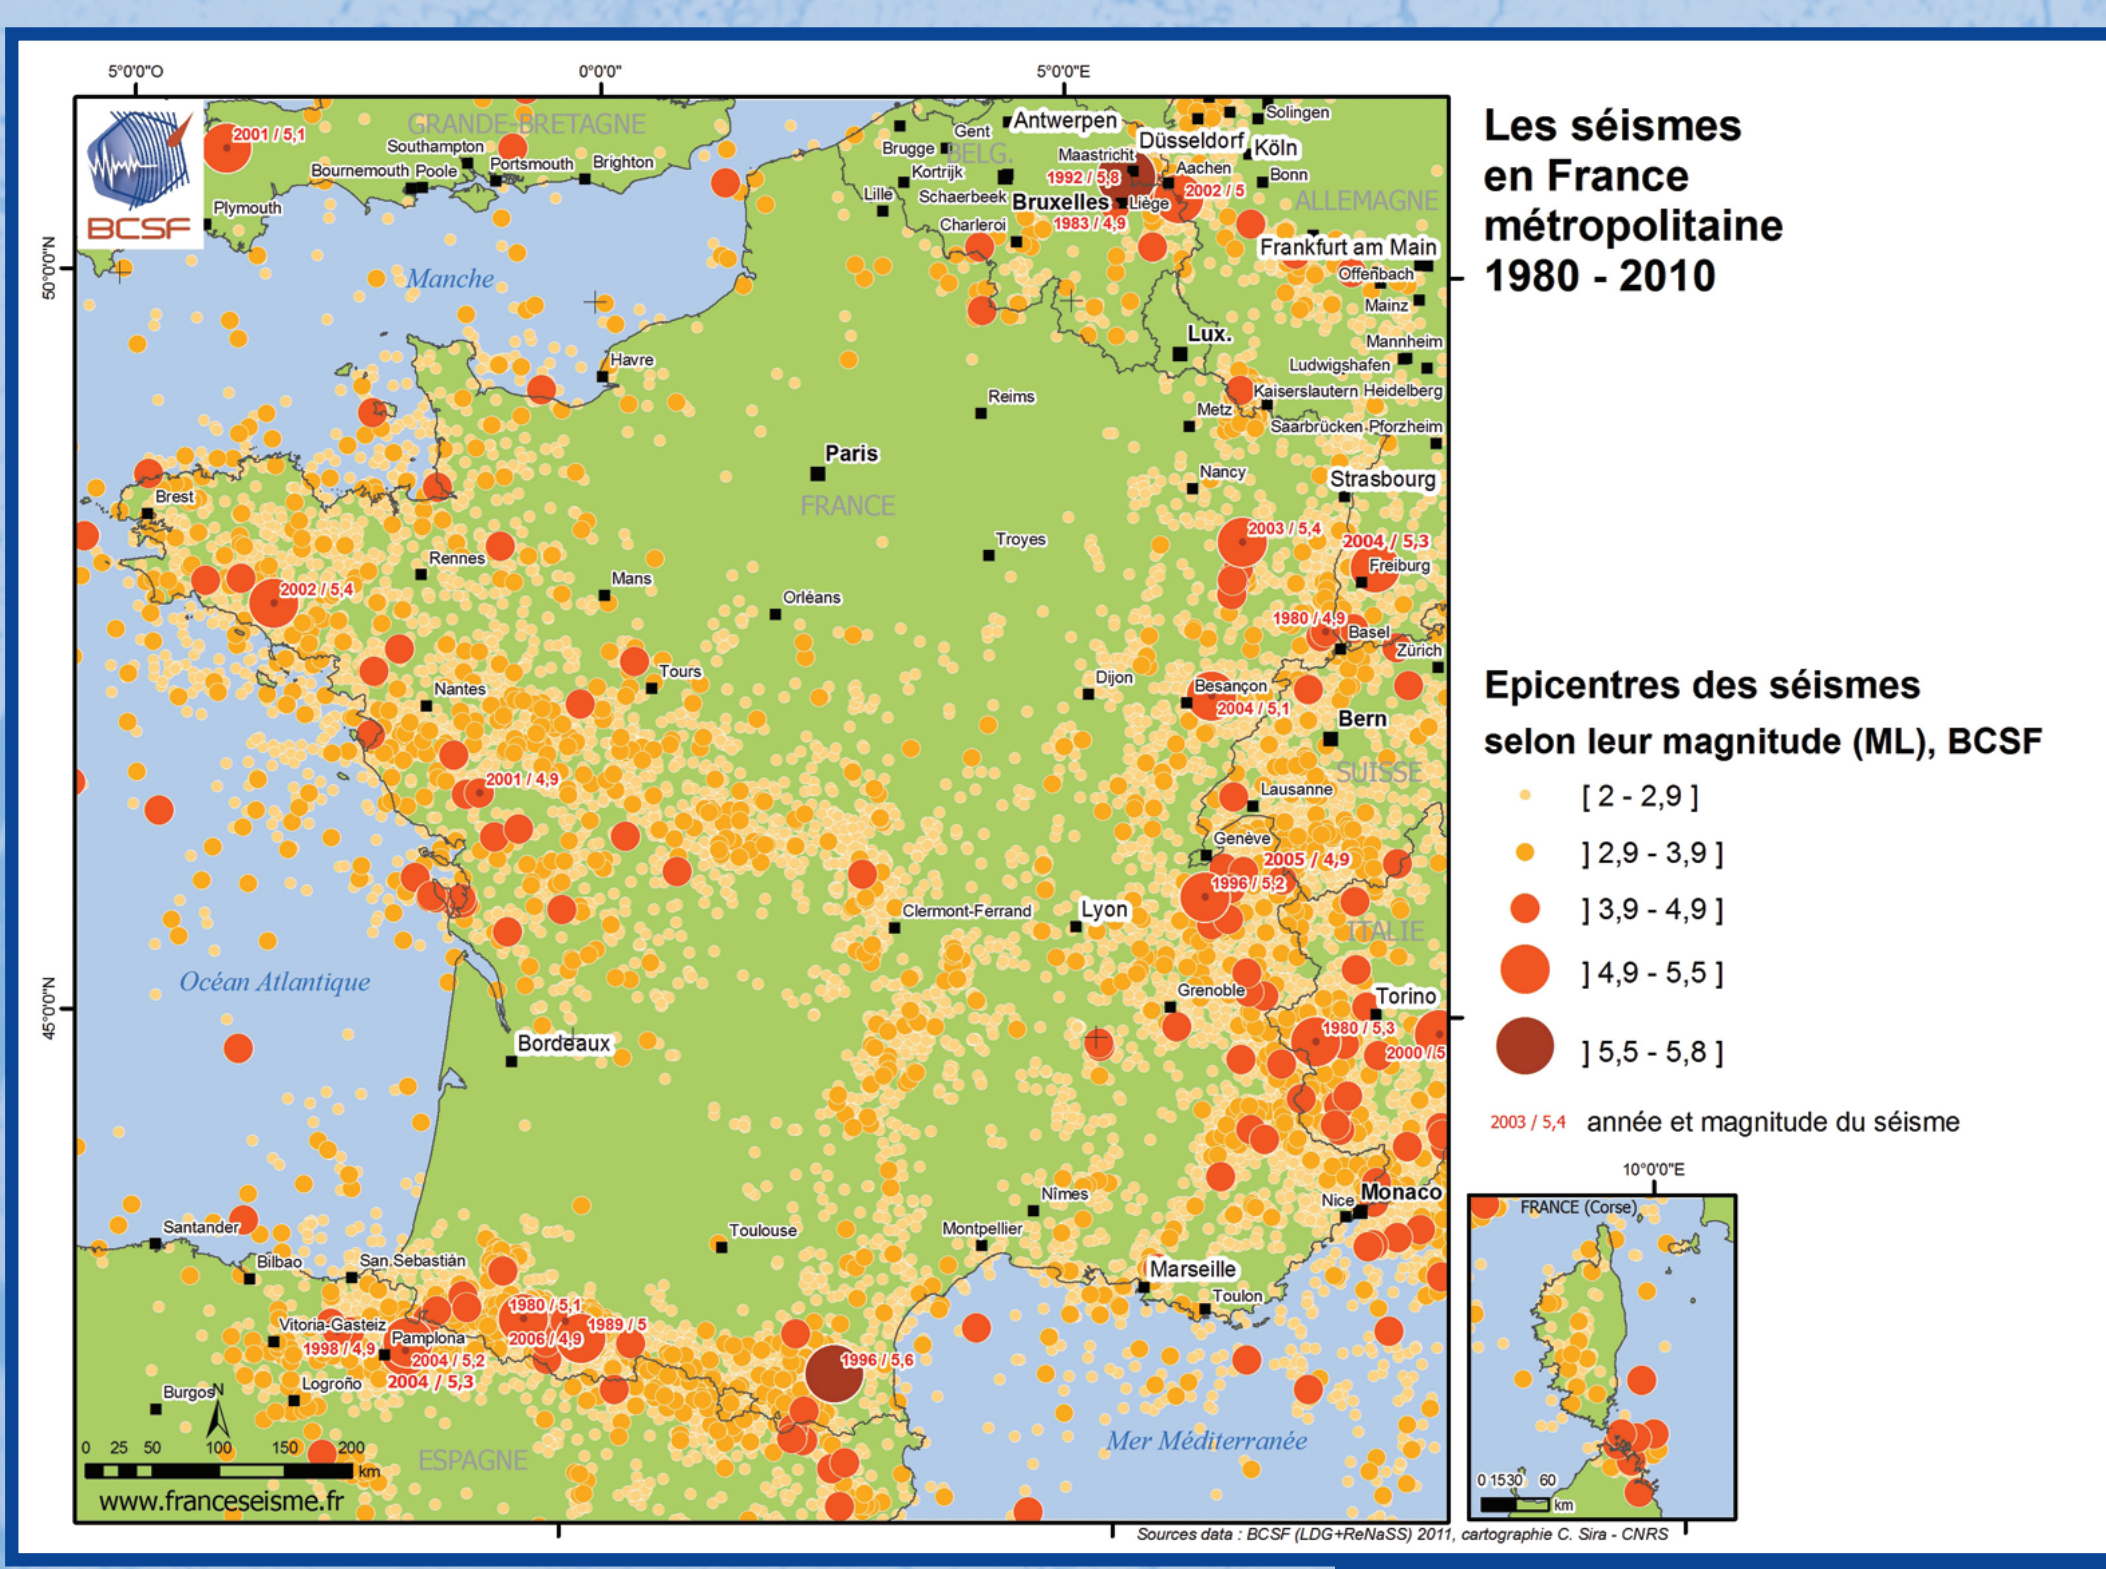 5°0'0"O
0°0'0"
5°0'0"E
50°0'0"N
45°0'0"N
BCSF
2001 / 5,1
GRANDE-BRETAGNE
Southampton
Bournemouth Poole
Portsmouth
Brighton
Plymouth
Manche
Gent
Antwerpen
Brugge
BELG.
Kortrijk
Lille
Schaerbeek
Bruxelles
Charleroi
Maastricht
1992 / 5,8
Liège
1983 / 4,9
Düsseldorf
Solingen
Köln
Aachen
Bonn
2002 / 5
ALLEMAGNE
Frankfurt am Main
Offenbach
Mainz
Mannheim
Ludwigshafen
Kaiserslautern Heidelberg
Saarbrücken Pforzheim
Lux.
Metz
Nancy
Strasbourg
Havre
Reims
Paris
FRANCE
Troyes
Brest
Rennes
Mans
Orléans
2002 / 5,4
2003 / 5,4
2004 / 5,3
Freiburg
1980 / 4,9
Basel
Zürich
Nantes
Tours
Dijon
Besançon
2004 / 5,1
Bern
SUISSE
2001 / 4,9
Lausanne
Genève
2005 / 4,9
1996 / 5,2
Clermont-Ferrand
Lyon
ITALIE
Océan Atlantique
Grenoble
Torino
1980 / 5,3
2000 / 5
Bordeaux
Nîmes
Nice
Monaco
Santander
Toulouse
Montpellier
Bilbao
San Sebastián
Marseille
Toulon
Vitoria-Gasteiz
1998 / 4,9
Pamplona
2004 / 5,2
2004 / 5,3
1980 / 5,1
2006 / 4,9
1989 / 5
1996 / 5,6
Burgos
Logroño
N
ESPAGNE
Mer Méditerranée
0 25 50 100 150 200
km
www.franceseisme.fr
Les séismes
en France
métropolitaine
1980 - 2010
Epicentres des séismes
selon leur magnitude (ML), BCSF
[ 2 - 2,9 ]
] 2,9 - 3,9 ]
] 3,9 - 4,9 ]
] 4,9 - 5,5 ]
] 5,5 - 5,8 ]
2003 / 5,4 année et magnitude du séisme
10°0'0"E
FRANCE (Corse)
0 1530 60
km
Sources data : BCSF (LDG+ReNaSS) 2011, cartographie C. Sira - CNRS